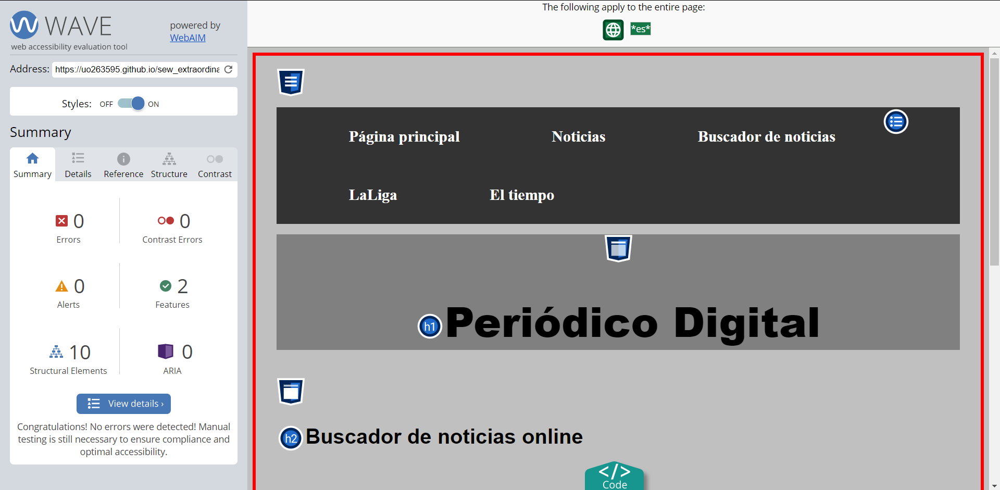 WAVE
web accessibility evaluation tool
powered by
WebAIM
Address: https://uo263595.github.io/sew_extraordina
Styles: OFF ON
Summary
Summary Details Reference Structure Contrast
0
Errors
0
Contrast Errors
0
Alerts
2
Features
10
Structural Elements
0
ARIA
View details ›
Congratulations! No errors were detected! Manual
testing is still necessary to ensure compliance and
optimal accessibility.
The following apply to the entire page:
*es*
Página principal Noticias Buscador de noticias
LaLiga El tiempo
h1 Periódico Digital
h2 Buscador de noticias online
</>
Code